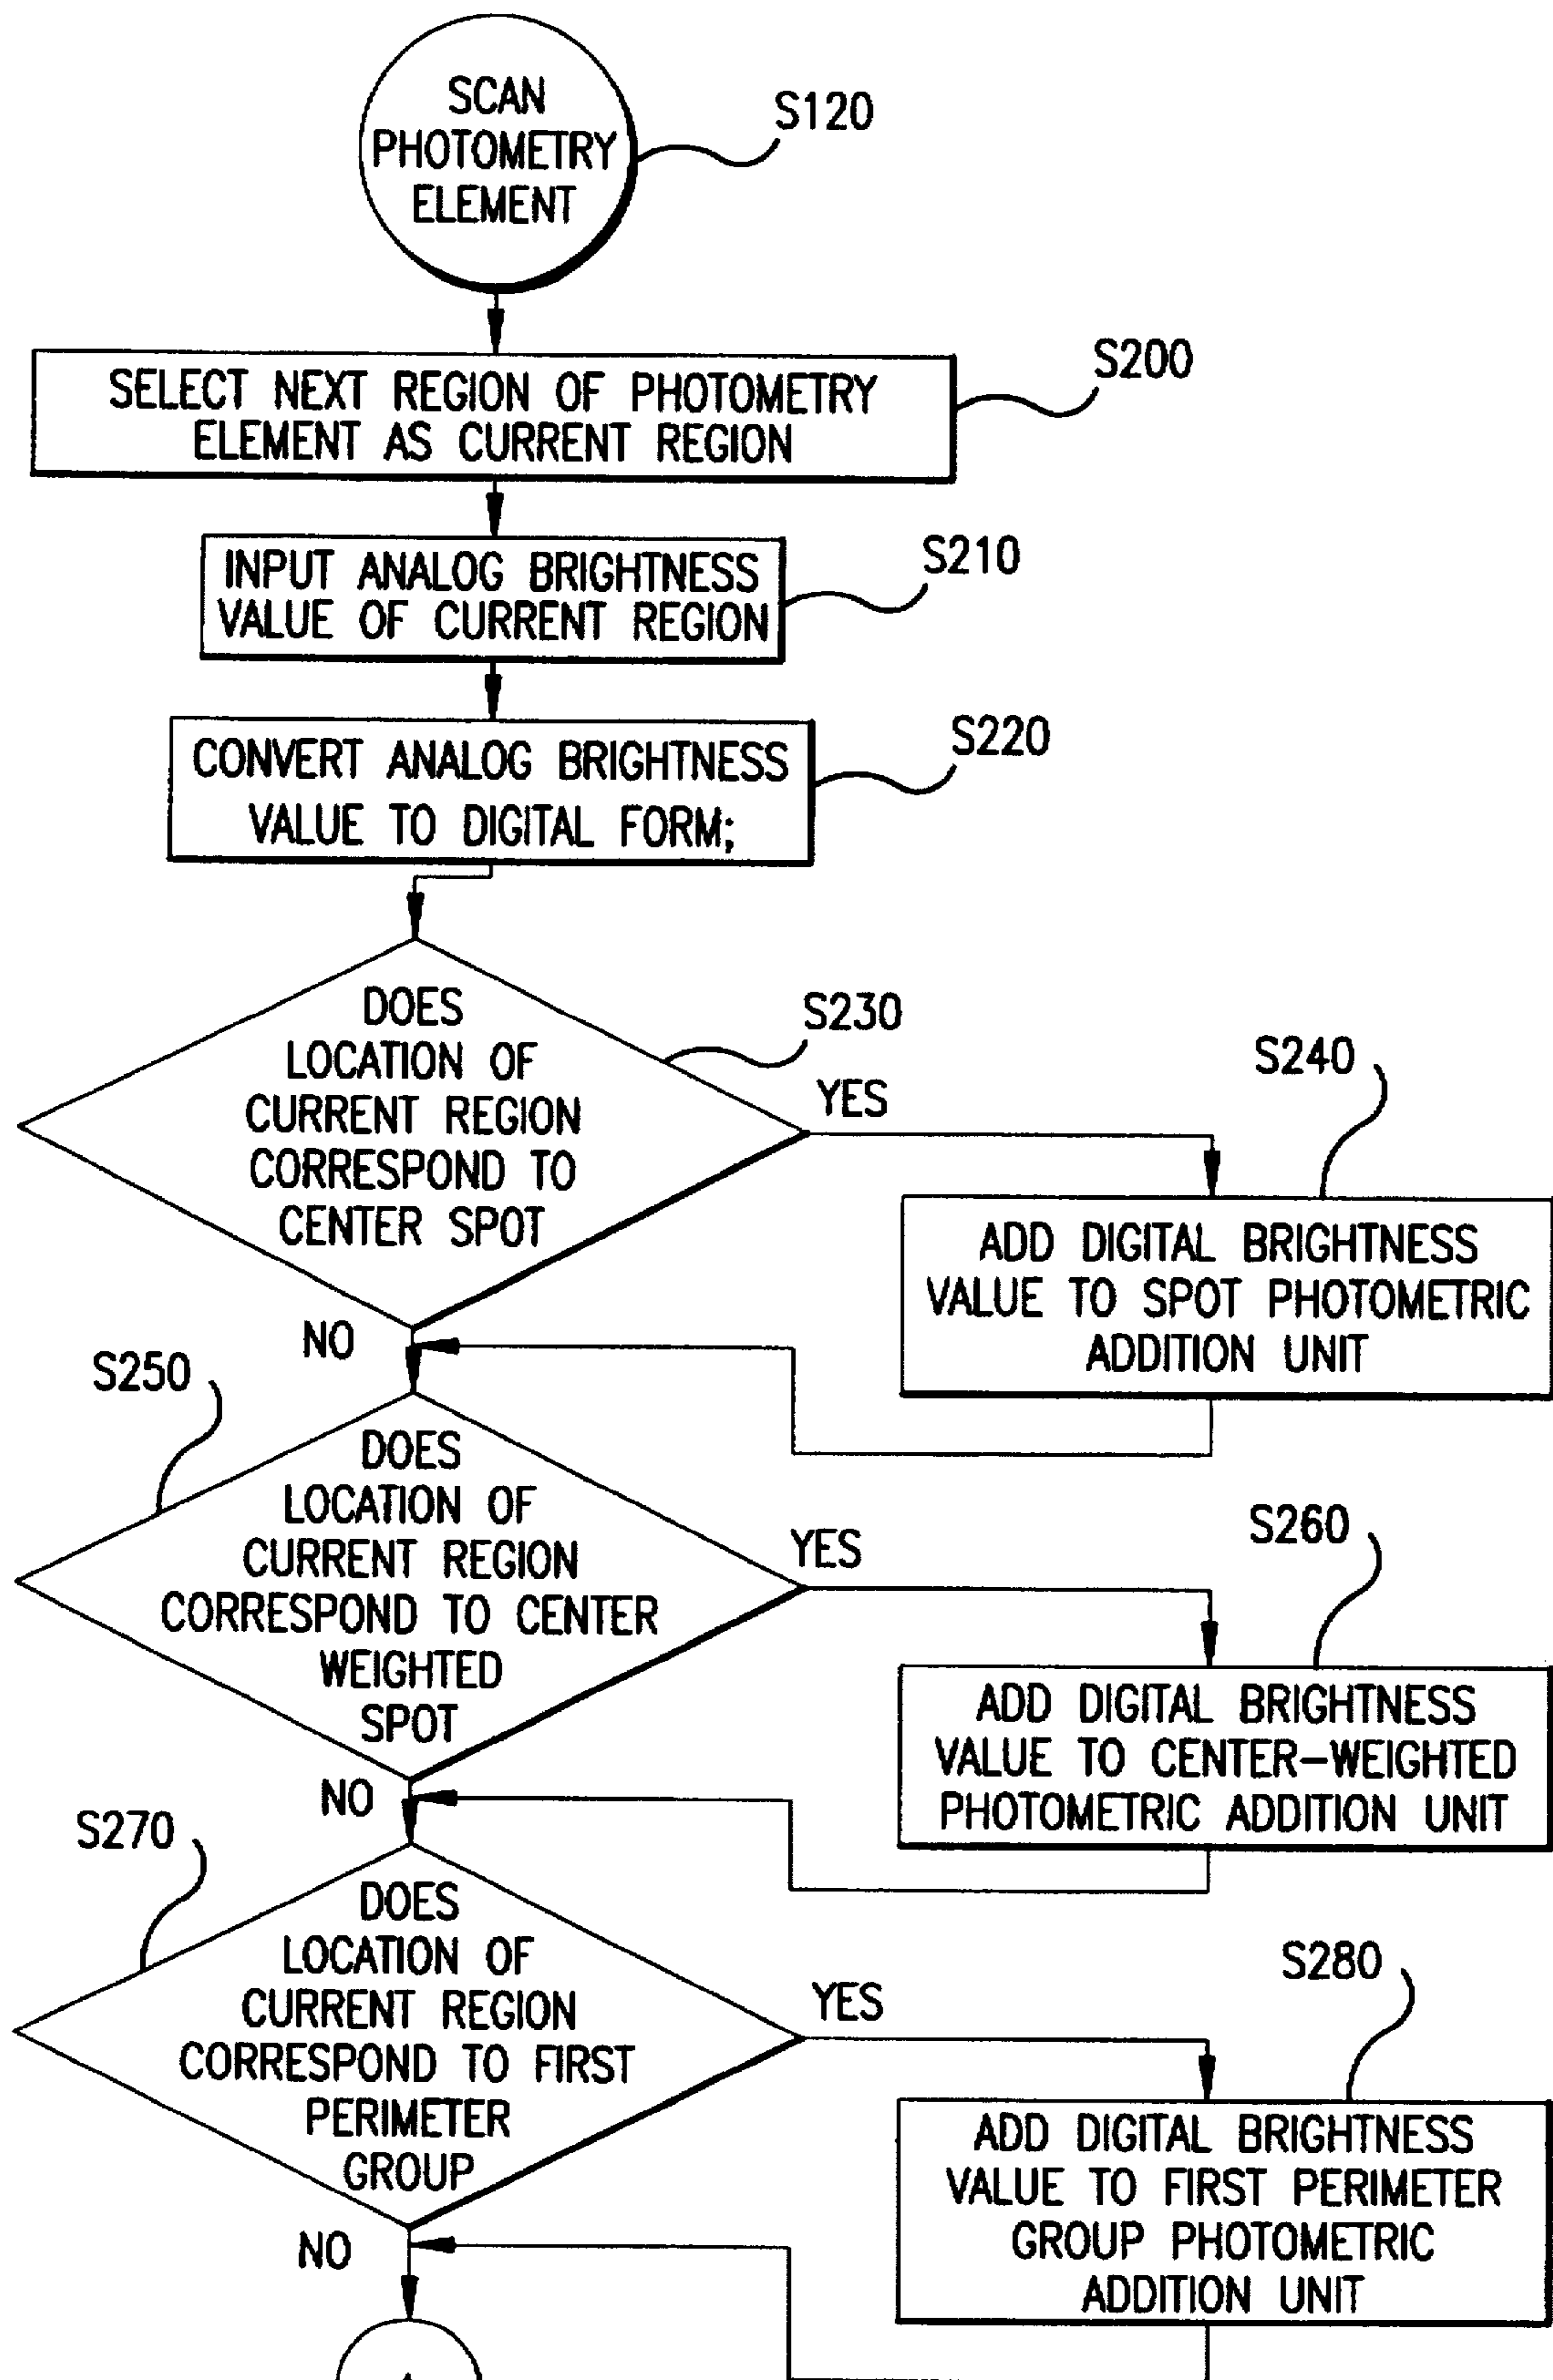 SCAN
PHOTOMETRY
ELEMENT
S120
SELECT NEXT REGION OF PHOTOMETRY
ELEMENT AS CURRENT REGION
S200
INPUT ANALOG BRIGHTNESS
VALUE OF CURRENT REGION
S210
CONVERT ANALOG BRIGHTNESS
VALUE TO DIGITAL FORM;
S220
DOES
LOCATION OF
CURRENT REGION
CORRESPOND TO
CENTER SPOT
S230
YES
S240
ADD DIGITAL BRIGHTNESS
VALUE TO SPOT PHOTOMETRIC
ADDITION UNIT
NO
S250
DOES
LOCATION OF
CURRENT REGION
CORRESPOND TO CENTER
WEIGHTED
SPOT
YES
S260
ADD DIGITAL BRIGHTNESS
VALUE TO CENTER-WEIGHTED
PHOTOMETRIC ADDITION UNIT
NO
S270
DOES
LOCATION OF
CURRENT REGION
CORRESPOND TO FIRST
PERIMETER
GROUP
YES
S280
ADD DIGITAL BRIGHTNESS
VALUE TO FIRST PERIMETER
GROUP PHOTOMETRIC
ADDITION UNIT
NO